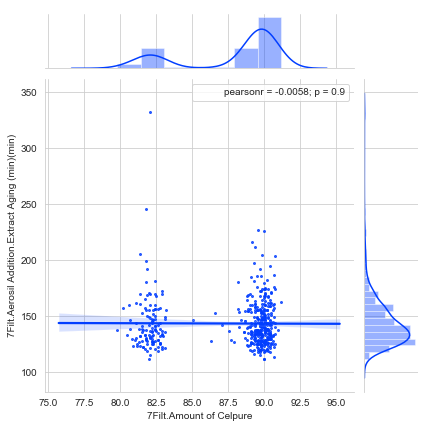 pearsonr = -0.0058; p = 0.9
350
300
250
200
150
100
7Filt.Aerosil Addition.Extract Aging (min)(min)
75.0 77.5 80.0 82.5 85.0 87.5 90.0 92.5 95.0
7Filt.Amount of Celpure